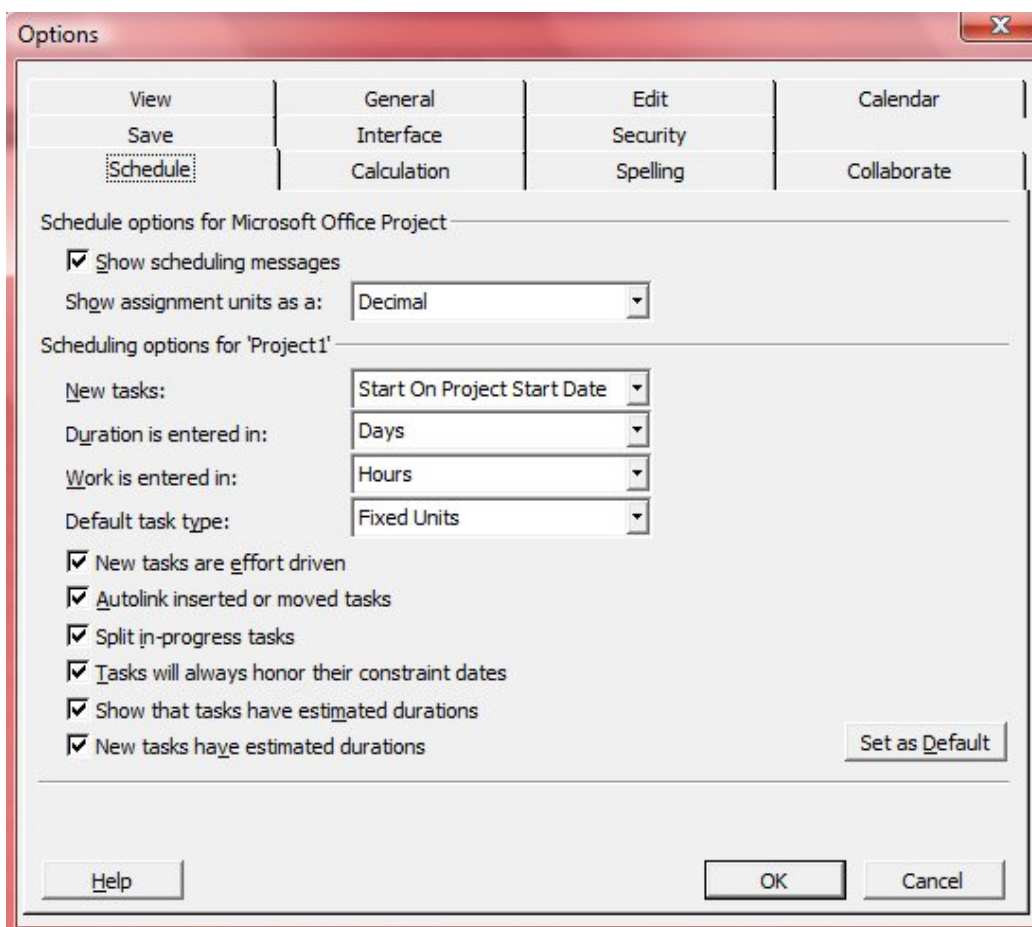 Options
View General Edit Calendar
Save Interface Security
Schedule Calculation Spelling Collaborate
Schedule options for Microsoft Office Project
Show scheduling messages
Show assignment units as a: Decimal
Scheduling options for 'Project1'
New tasks: Start On Project Start Date
Duration is entered in: Days
Work is entered in: Hours
Default task type: Fixed Units
New tasks are effort driven
Autolink inserted or moved tasks
Split in-progress tasks
Tasks will always honor their constraint dates
Show that tasks have estimated durations
New tasks have estimated durations
Set as Default
Help OK Cancel